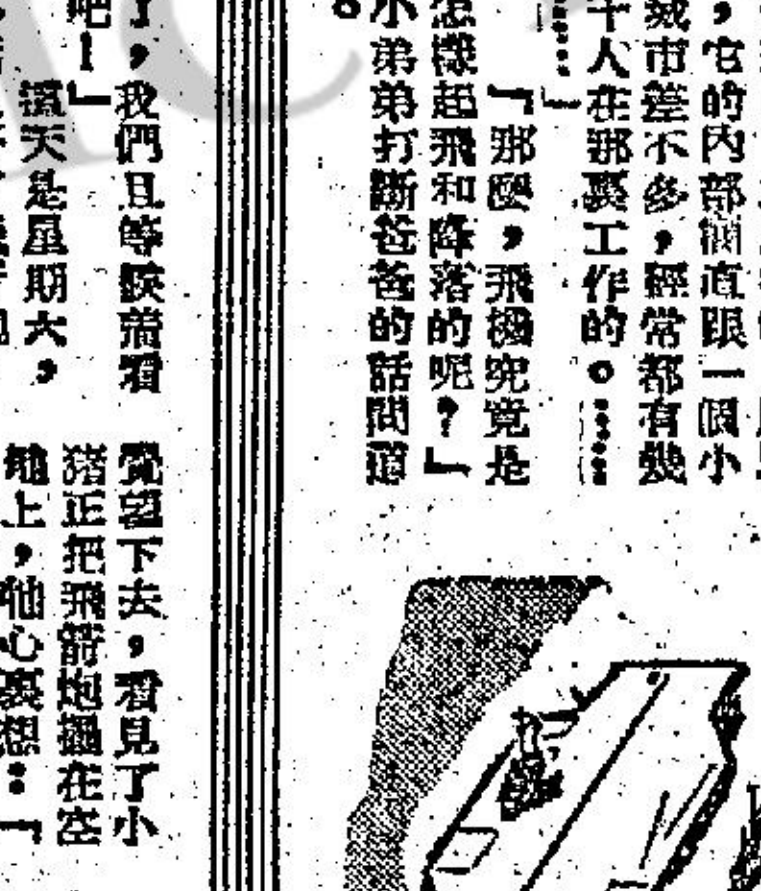 ，它的內部簡直跟一個小
城市差不多，經常都有幾
千人在那裏工作的。……
……」
「那麼，飛機究竟是
怎樣起飛和降落的呢？」
小弟弟打斷爸爸的話問道
了，我們且等候着看
吧！」
這天是星期六，
覺望下去，看見了小
豬正把飛箭炮擱在空
地上，他心裏想：「